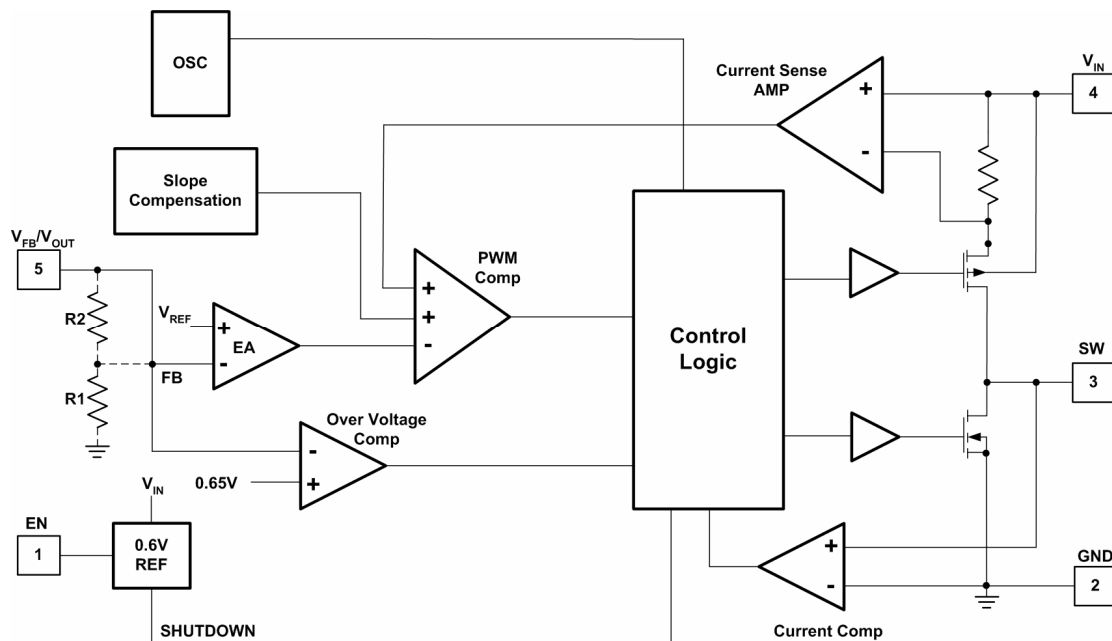 OSC
Current Sense
AMP
V_IN
4
+
-
Slope
Compensation
V_FB/V_OUT
5
PWM
Comp
R2
V_REF
+
EA
-
+
+
-
Control
Logic
FB
SW
3
R1
Over Voltage
Comp
-
+
0.65V
V_IN
EN
1
0.6V
REF
+
-
GND
2
SHUTDOWN
Current Comp